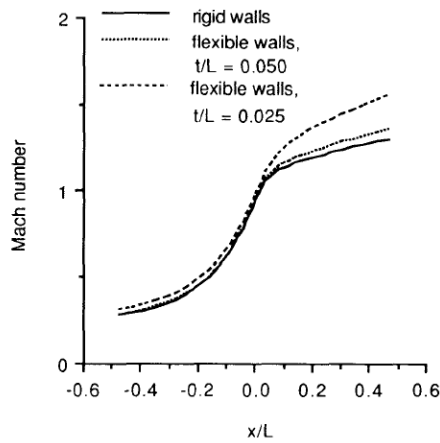 2
rigid walls
flexible walls,
t/L = 0.050
flexible walls,
t/L = 0.025
Mach number
1
0
-0.6 -0.4 -0.2 0.0 0.2 0.4 0.6
x/L